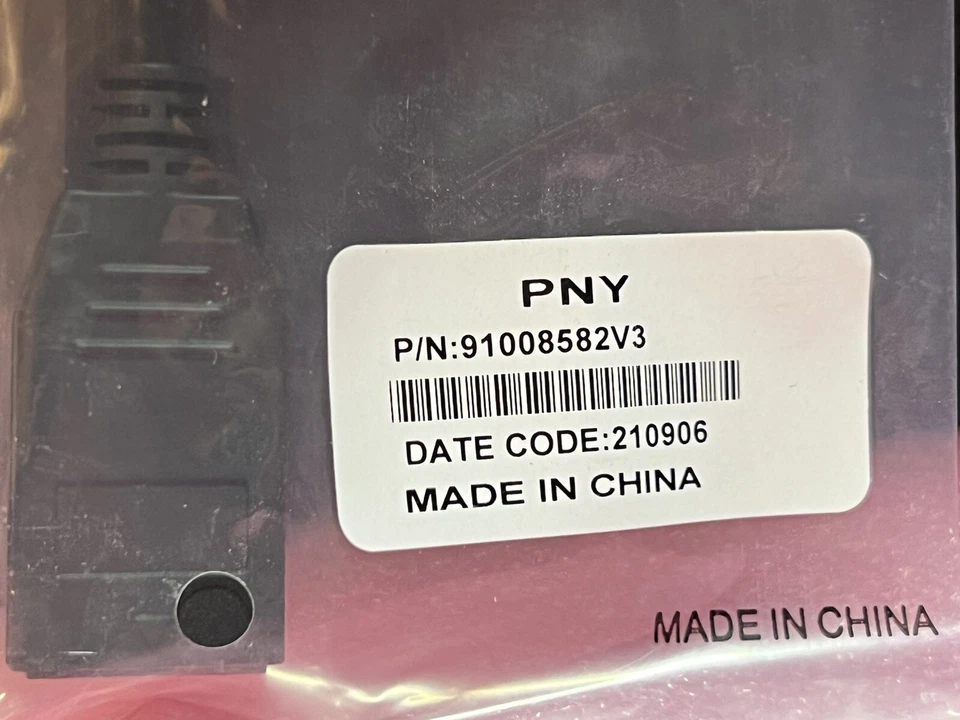 PNY
P/N:91008582V3
DATE CODE:210906
MADE IN CHINA
MADE IN CHINA